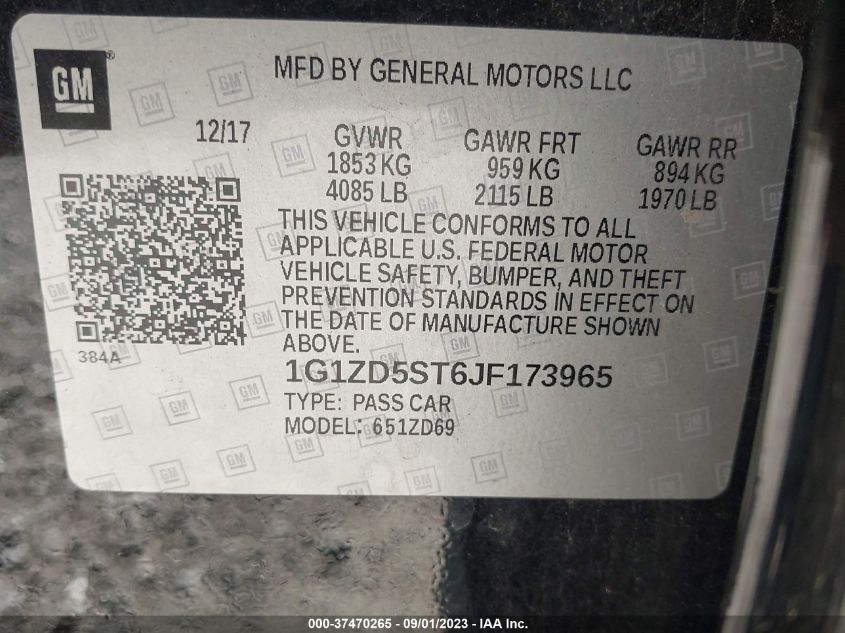 GM
MFD BY GENERAL MOTORS LLC
12/17
GVWR GAWR FRT GAWR RR
1853 KG 959 KG 894 KG
4085 LB 2115 LB 1970 LB
THIS VEHICLE CONFORMS TO ALL
APPLICABLE U.S. FEDERAL MOTOR
VEHICLE SAFETY, BUMPER, AND THEFT
PREVENTION STANDARDS IN EFFECT ON
THE DATE OF MANUFACTURE SHOWN
ABOVE.
384A
1G1ZD5ST6JF173965
TYPE: PASS CAR
MODEL: 651ZD69
000-37470265 - 09/01/2023 - IAA Inc.